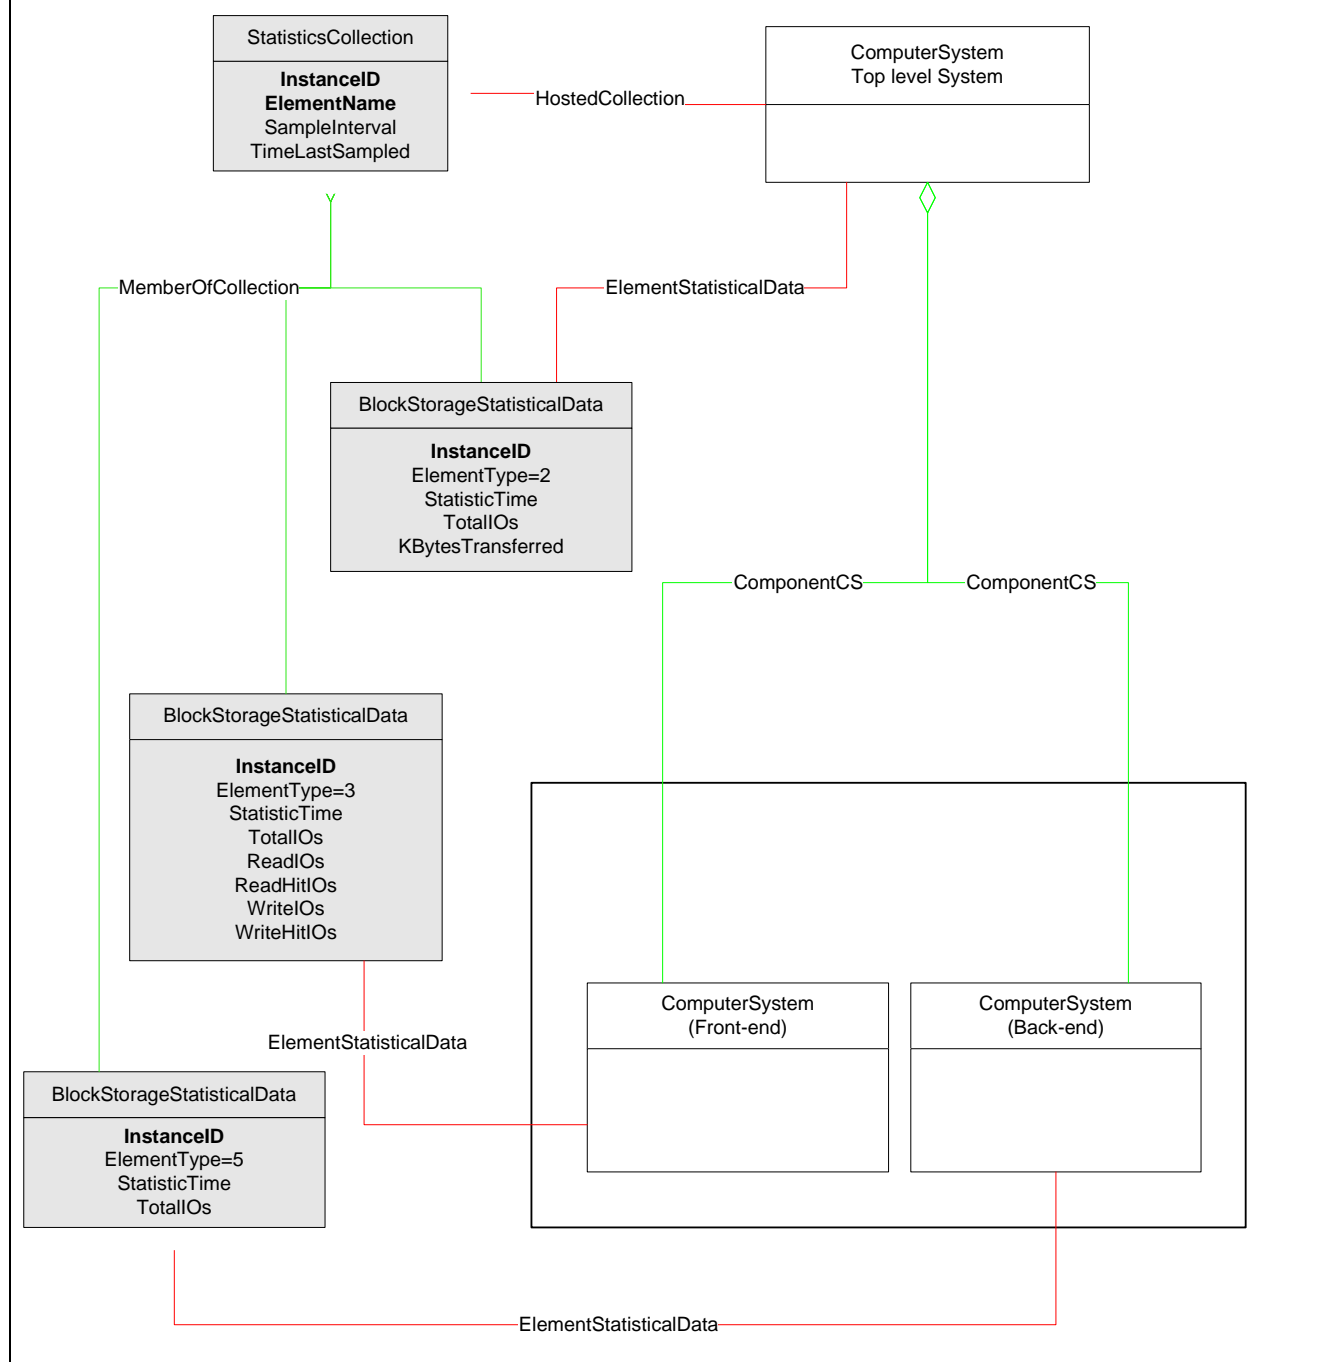 StatisticsCollection
InstanceID
ElementName
SampleInterval
TimeLastSampled
HostedCollection
ComputerSystem
Top level System
MemberOfCollection
ElementStatisticalData
BlockStorageStatisticalData
InstanceID
ElementType=2
StatisticTime
TotalIOs
KBytesTransferred
ComponentCS
ComponentCS
BlockStorageStatisticalData
InstanceID
ElementType=3
StatisticTime
TotalIOs
ReadIOs
ReadHitIOs
WriteIOs
WriteHitIOs
ComputerSystem
(Front-end)
ComputerSystem
(Back-end)
ElementStatisticalData
BlockStorageStatisticalData
InstanceID
ElementType=5
StatisticTime
TotalIOs
ElementStatisticalData